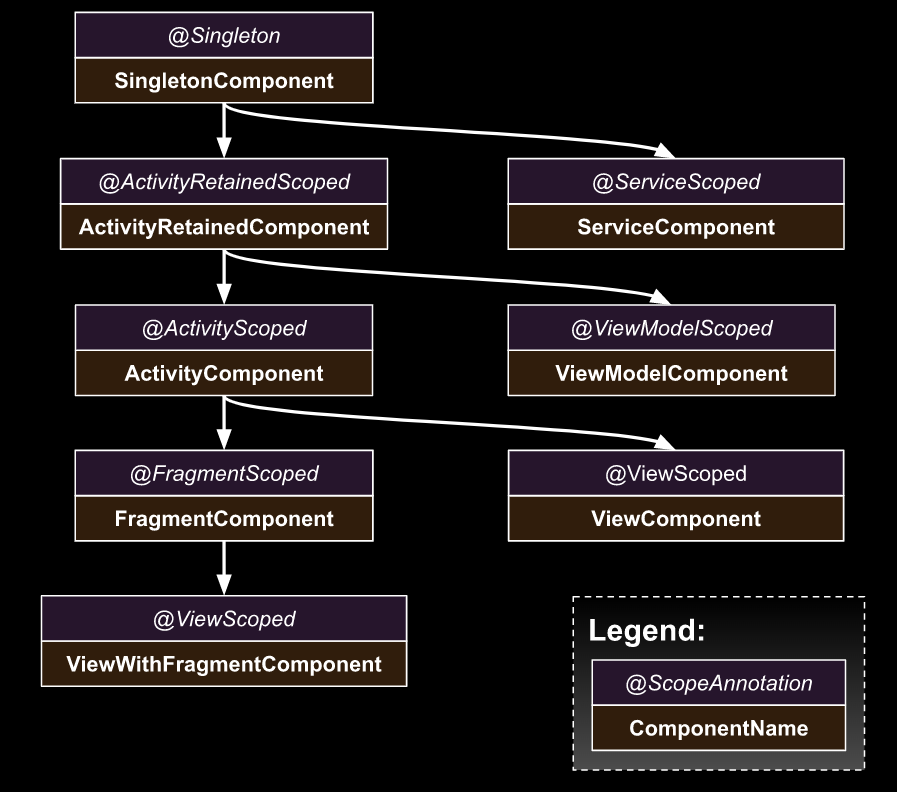 @Singleton
SingletonComponent
@ActivityRetainedScoped
ActivityRetainedComponent
@ServiceScoped
ServiceComponent
@ActivityScoped
ActivityComponent
@ViewModelScoped
ViewModelComponent
@FragmentScoped
FragmentComponent
@ViewScoped
ViewComponent
@ViewScoped
ViewWithFragmentComponent
Legend:
@ScopeAnnotation
ComponentName